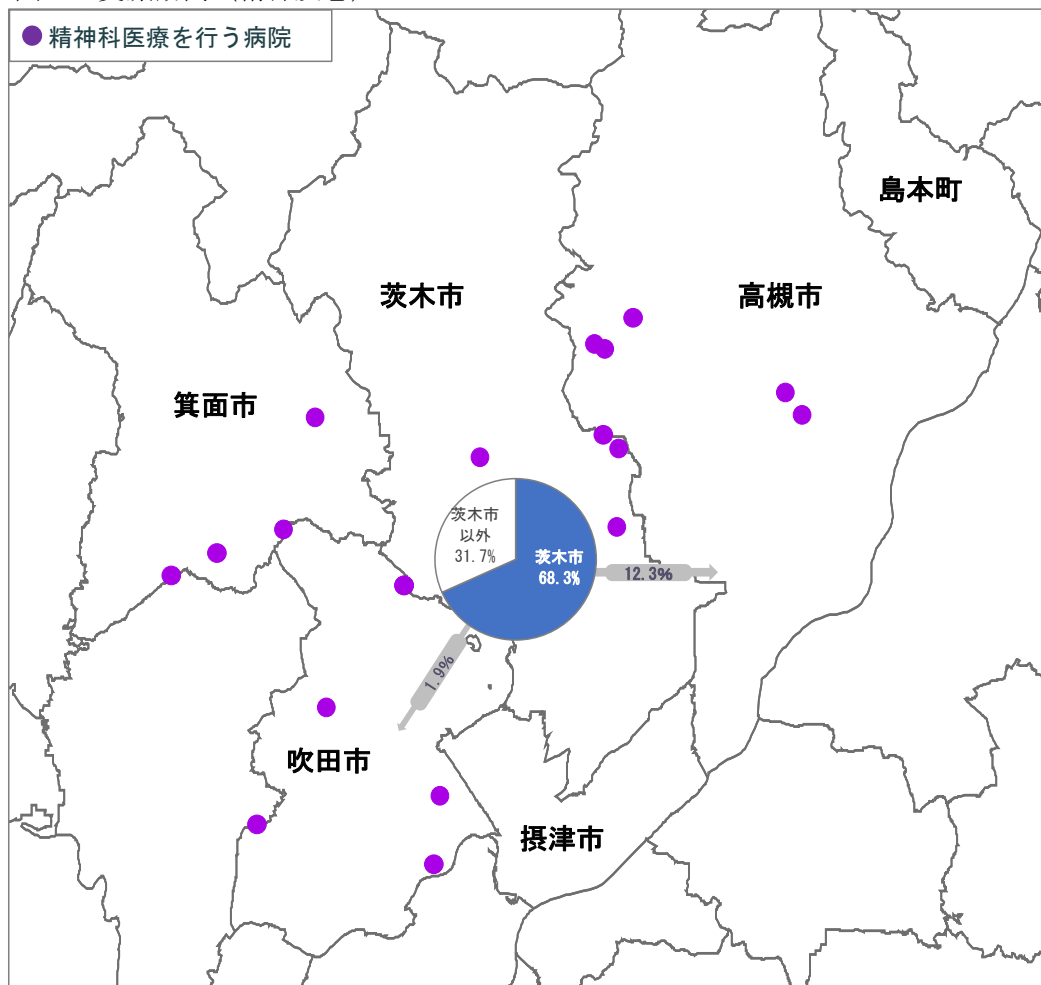 精神科医療を行う病院
島本町
茨木市
高槻市
箕面市
茨木市
以外
31.7%
茨木市
68.3%
12.3%
1.9%
吹田市
摂津市